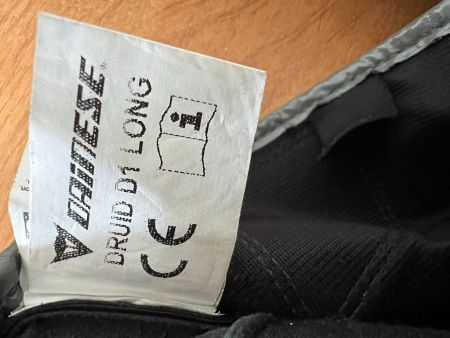 DAINESE
DRUID D1 LONG
i
CE